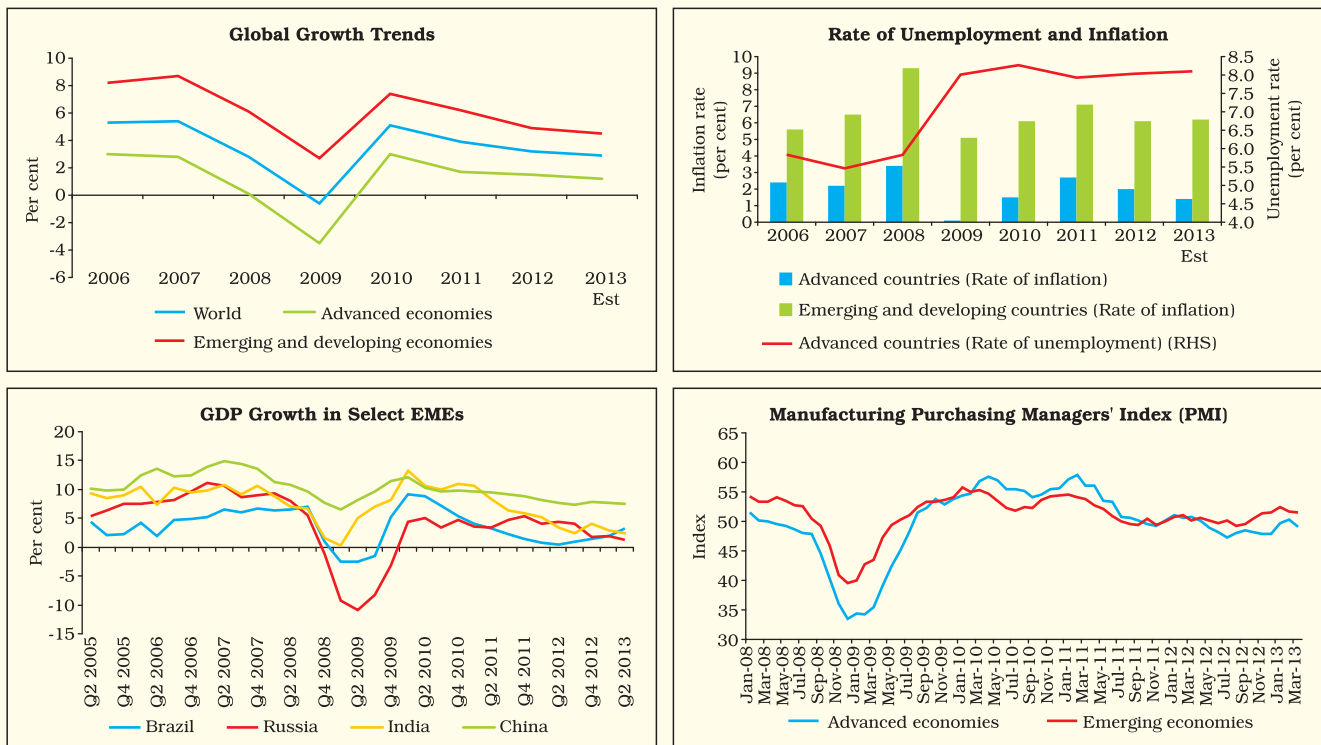 Global Growth Trends
Per cent
10
8
6
4
2
0
-2
-4
-6
2006 2007 2008 2009 2010 2011 2012 2013
Est
World Advanced economies
Emerging and developing economies
Rate of Unemployment and Inflation
Inflation rate
(per cent)
10
9
8
7
6
5
4
3
2
1
0
8.5
8.0
7.5
7.0
6.5
6.0
5.5
5.0
4.5
4.0
Unemployment rate
(per cent)
2006 2007 2008 2009 2010 2011 2012 2013
Est
Advanced countries (Rate of inflation)
Emerging and developing countries (Rate of inflation)
Advanced countries (Rate of unemployment) (RHS)
GDP Growth in Select EMEs
Per cent
20
15
10
5
0
-5
-10
-15
Q2 2005
Q4 2005
Q2 2006
Q4 2006
Q2 2007
Q4 2007
Q2 2008
Q4 2008
Q2 2009
Q4 2009
Q2 2010
Q4 2010
Q2 2011
Q4 2011
Q2 2012
Q4 2012
Q2 2013
Brazil Russia India China
Manufacturing Purchasing Managers' Index (PMI)
Index
65
60
55
50
45
40
35
30
Jan-08
Mar-08
May-08
Jul-08
Sep-08
Nov-08
Jan-09
Mar-09
May-09
Jul-09
Sep-09
Nov-09
Jan-10
Mar-10
May-10
Jul-10
Sep-10
Nov-10
Jan-11
Mar-11
May-11
Jul-11
Sep-11
Nov-11
Jan-12
Mar-12
May-12
Jul-12
Sep-12
Nov-12
Jan-13
Mar-13
Advanced economies Emerging economies